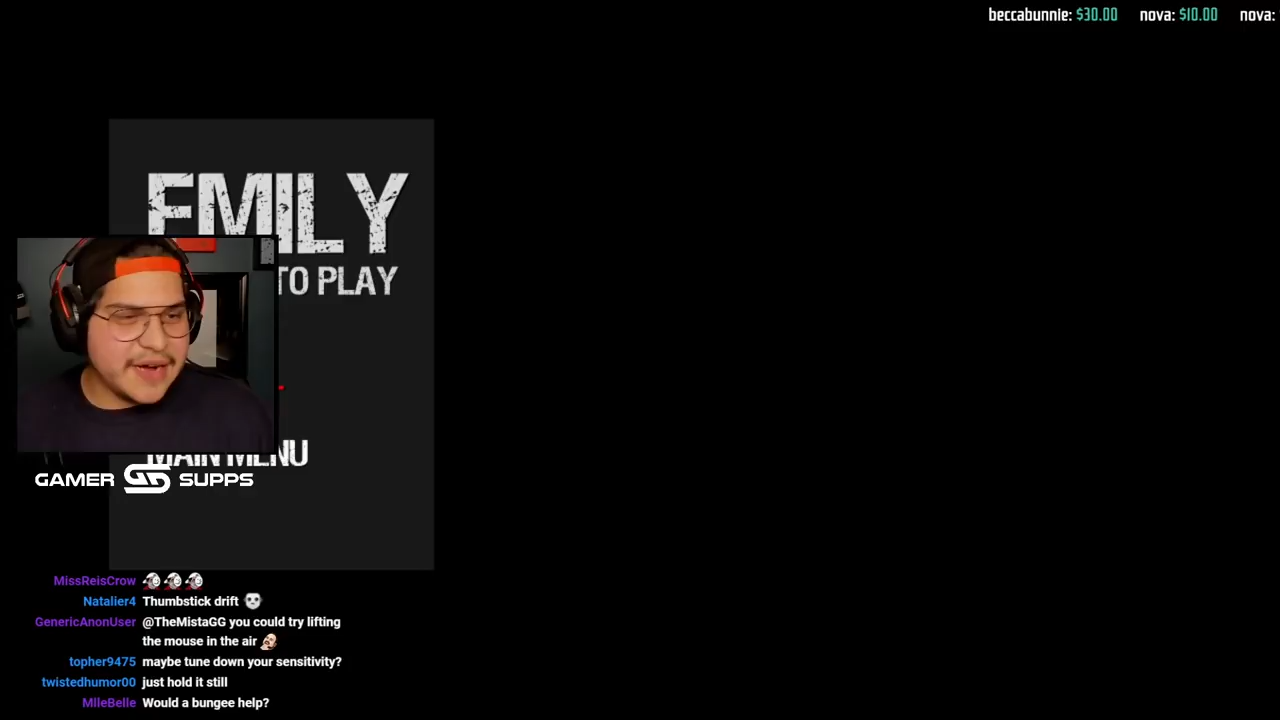 beccabunnie: $30.00 nova: $10.00 nova:
EMILY
TO PLAY
MAIN MENU
GAMER GS SUPPS
MissReisCrow
Natalier4 Thumbstick drift
GenericAnonUser @TheMistaGG you could try lifting
the mouse in the air
topher9475 maybe tune down your sensitivity?
twistedhumor00 just hold it still
MileBelle Would a bungee help?